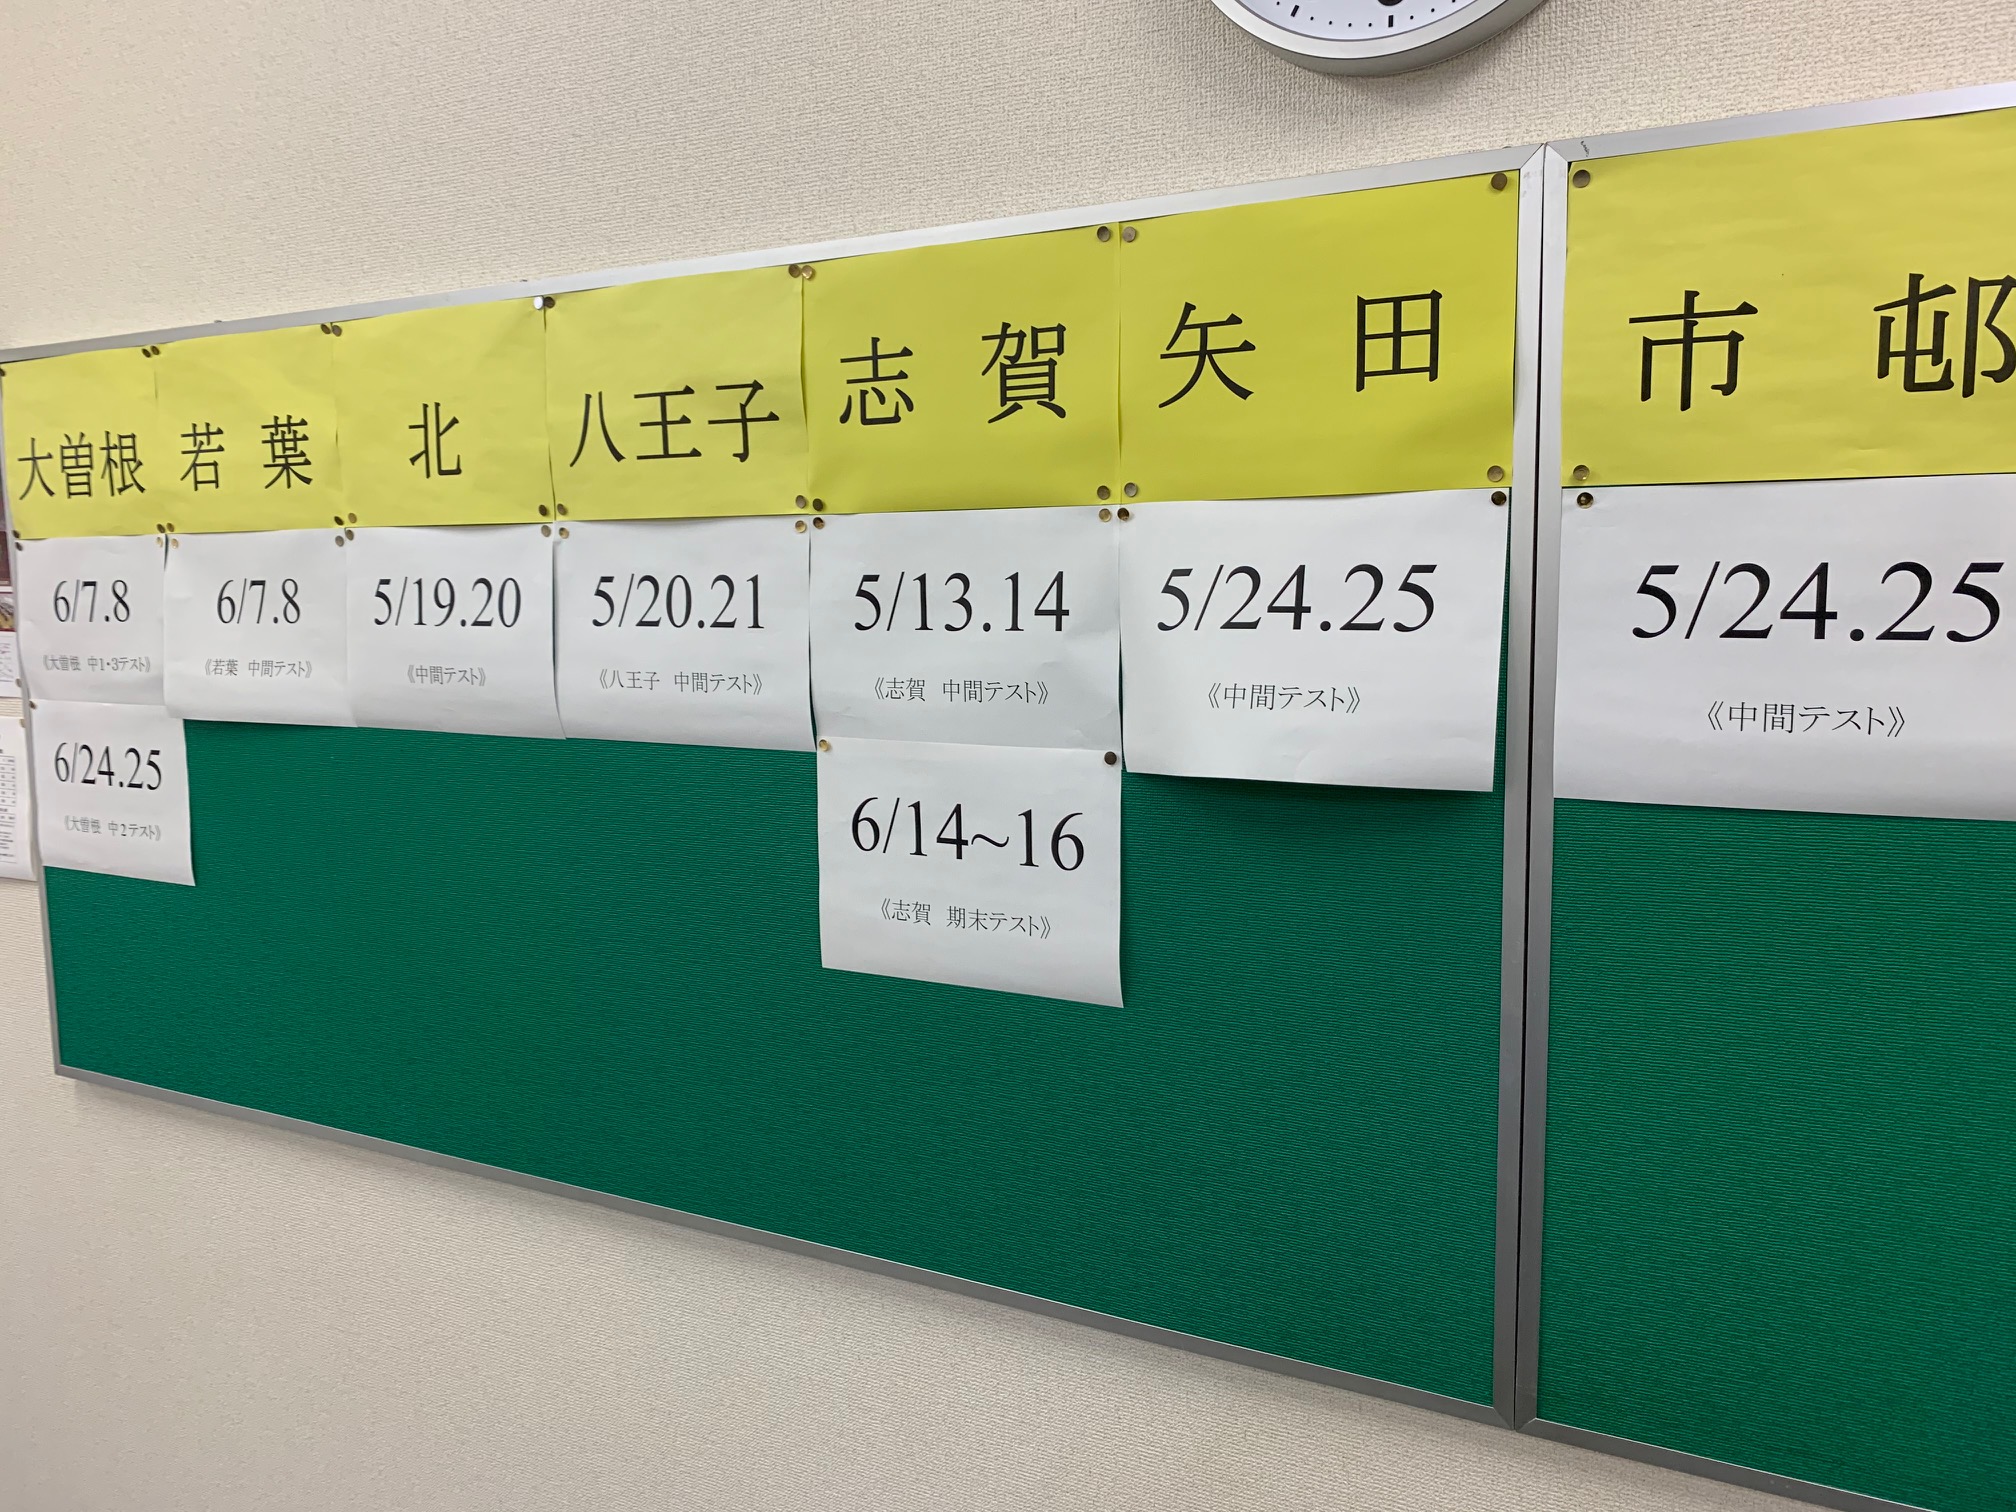 大曽根
若葉
北
八王子
志賀
矢田
市邨
6/7.8
《大曽根 中1・3テスト》
6/7.8
《若葉 中間テスト》
5/19.20
《中間テスト》
5/20.21
《八王子 中間テスト》
5/13.14
《志賀 中間テスト》
5/24.25
《中間テスト》
5/24.25
《中間テスト》
6/24.25
《大曽根 中2テスト》
6/14~16
《志賀 期末テスト》